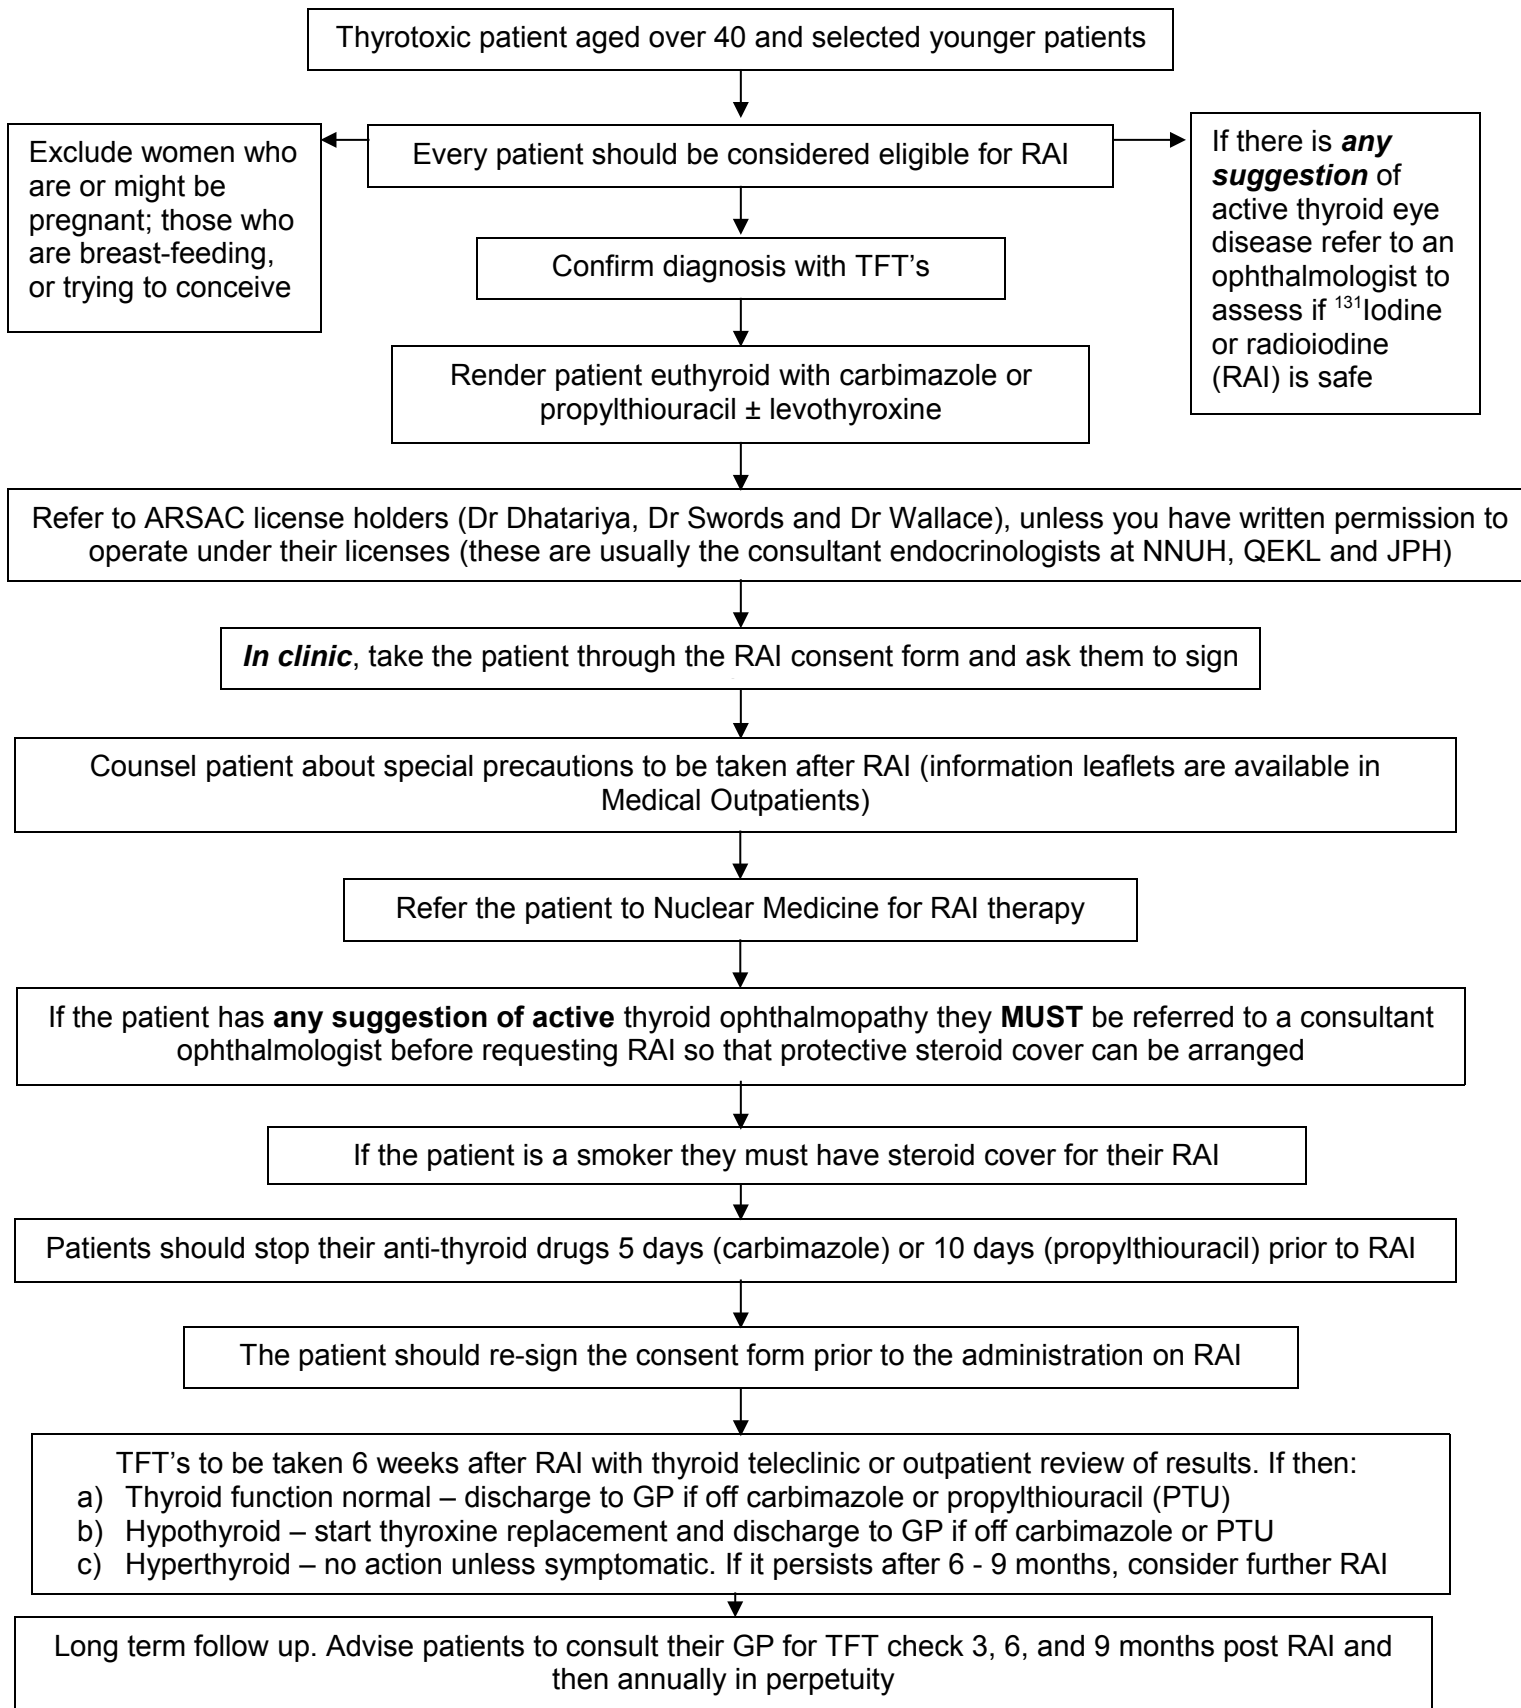 Thyrotoxic patient aged over 40 and selected younger patients
Exclude women who
are or might be
pregnant; those who
are breast-feeding,
or trying to conceive
Every patient should be considered eligible for RAI
If there is any
suggestion of
active thyroid eye
disease refer to an
ophthalmologist to
assess if ¹³¹Iodine
or radioiodine
(RAI) is safe
Confirm diagnosis with TFT’s
Render patient euthyroid with carbimazole or
propylthiouracil ± levothyroxine
Refer to ARSAC license holders (Dr Dhatariya, Dr Swords and Dr Wallace), unless you have written permission to
operate under their licenses (these are usually the consultant endocrinologists at NNUH, QEKL and JPH)
In clinic, take the patient through the RAI consent form and ask them to sign
Counsel patient about special precautions to be taken after RAI (information leaflets are available in
Medical Outpatients)
Refer the patient to Nuclear Medicine for RAI therapy
If the patient has any suggestion of active thyroid ophthalmopathy they MUST be referred to a consultant
ophthalmologist before requesting RAI so that protective steroid cover can be arranged
If the patient is a smoker they must have steroid cover for their RAI
Patients should stop their anti-thyroid drugs 5 days (carbimazole) or 10 days (propylthiouracil) prior to RAI
The patient should re-sign the consent form prior to the administration on RAI
TFT’s to be taken 6 weeks after RAI with thyroid teleclinic or outpatient review of results. If then:
a) Thyroid function normal – discharge to GP if off carbimazole or propylthiouracil (PTU)
b) Hypothyroid – start thyroxine replacement and discharge to GP if off carbimazole or PTU
c) Hyperthyroid – no action unless symptomatic. If it persists after 6 - 9 months, consider further RAI
Long term follow up. Advise patients to consult their GP for TFT check 3, 6, and 9 months post RAI and
then annually in perpetuity